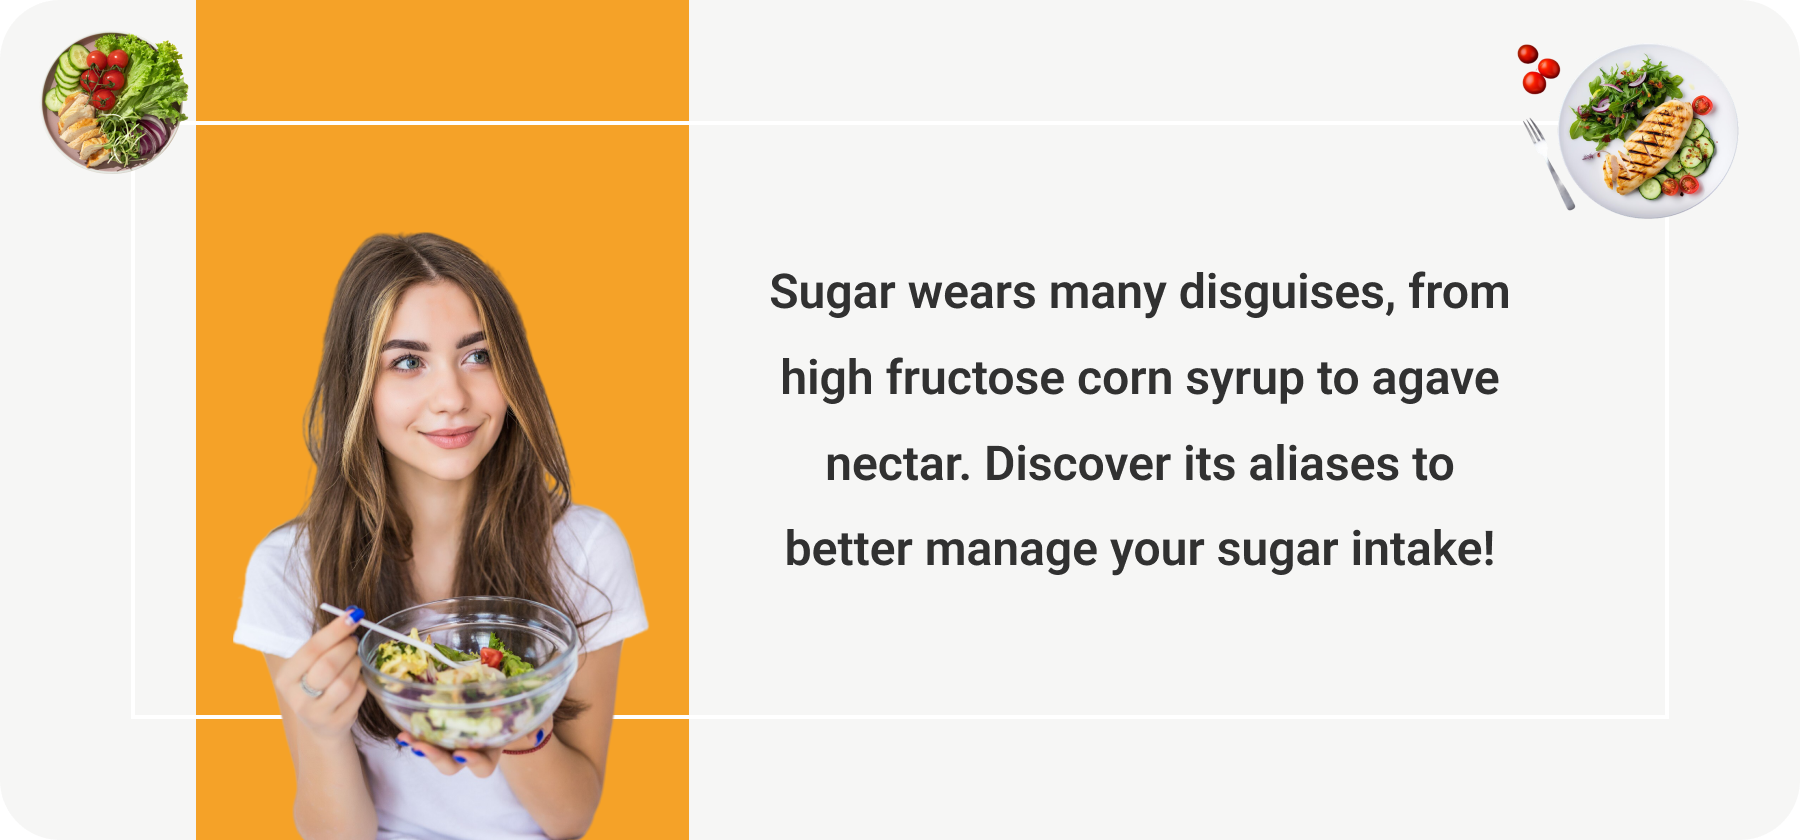 Sugar wears many disguises, from
high fructose corn syrup to agave
nectar. Discover its aliases to
better manage your sugar intake!